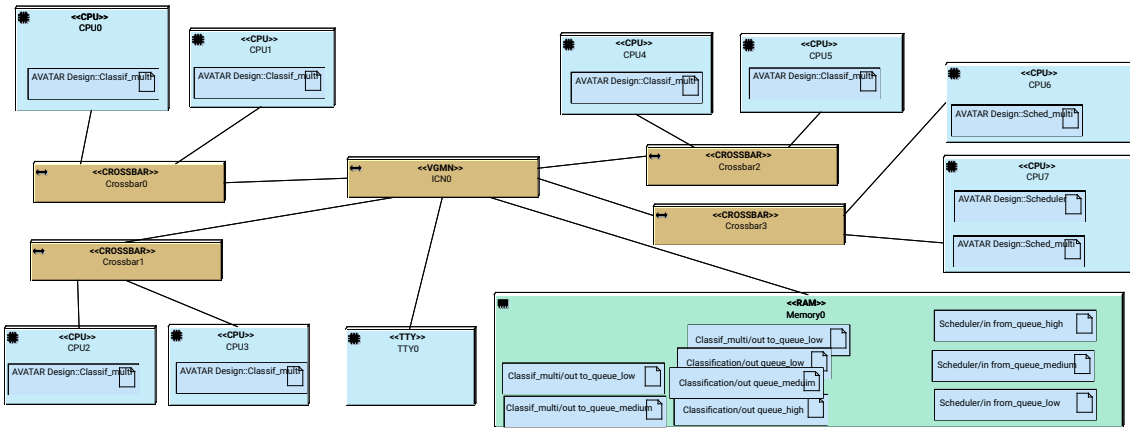 <<CPU>>
CPU0
AVATAR Design::Classif_multi
<<CPU>>
CPU1
AVATAR Design::Classif_multi
<<CPU>>
CPU4
AVATAR Design::Classif_multi
<<CPU>>
CPU5
AVATAR Design::Classif_multi
<<CPU>>
CPU6
AVATAR Design::Sched_multi
<<CROSSBAR>>
Crossbar0
<<VGMN>>
ICN0
<<CROSSBAR>>
Crossbar2
<<CPU>>
CPU7
AVATAR Design::Scheduler
AVATAR Design::Sched_multi
<<CROSSBAR>>
Crossbar3
<<CROSSBAR>>
Crossbar1
<<CPU>>
CPU2
AVATAR Design::Classif_multi
<<CPU>>
CPU3
AVATAR Design::Classif_multi
<<TTY>>
TTY0
<<RAM>>
Memory0
Classif_multi/out to_queue_low
Classification/out queue_low
Classif_multi/out to_queue_low
Classification/out queue_meduim
Classif_multi/out to_queue_medium
Classification/out queue_high
Scheduler/in from_queue_high
Scheduler/in from_queue_medium
Scheduler/in from_queue_low